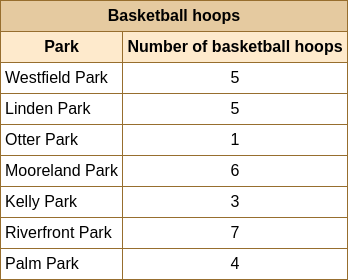 Basketball hoops
Park Number of basketball hoops
Westfield Park 5
Linden Park 5
Otter Park 1
Mooreland Park 6
Kelly Park 3
Riverfront Park 7
Palm Park 4